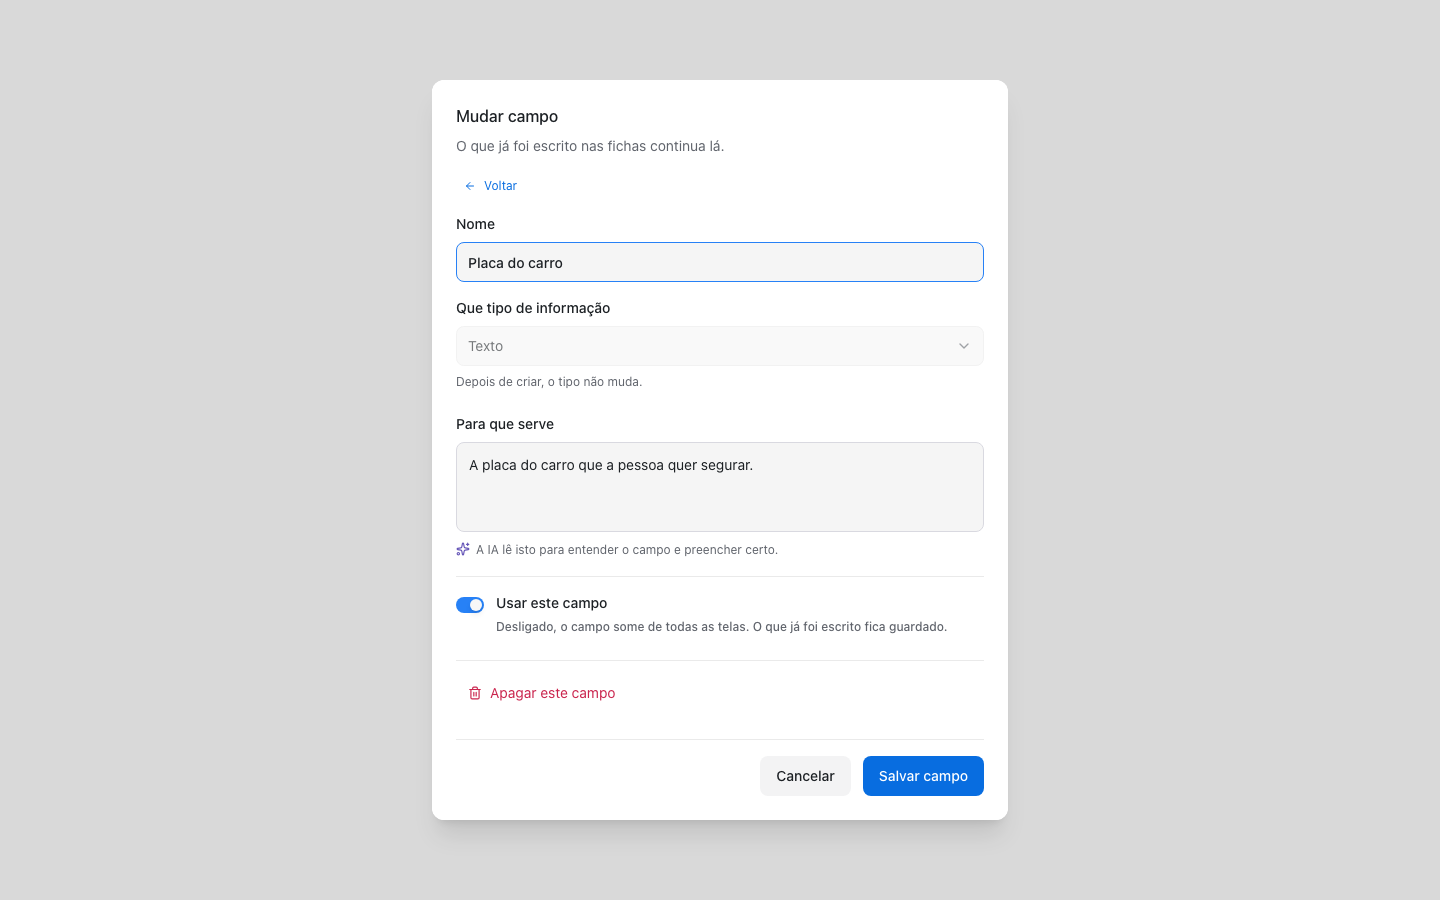 Mudar campo
O que já foi escrito nas fichas continua lá.
Voltar
Nome
Placa do carro
Que tipo de informação
Texto
Depois de criar, o tipo não muda.
Para que serve
A placa do carro que a pessoa quer segurar.
A IA lê isto para entender o campo e preencher certo.
Usar este campo
Desligado, o campo some de todas as telas. O que já foi escrito fica guardado.
Apagar este campo
Cancelar
Salvar campo